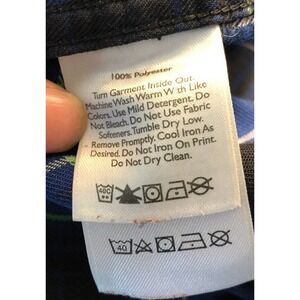 100% Polyester
Turn Garment Inside Out.
Machine Wash Warm With Like
Colors. Use Mild Detergent. Do
Not Bleach. Do Not Use Fabric
Softeners. Tumble Dry Low.
Remove Promptly. Cool Iron As
Desired. Do Not Iron On Print.
Do Not Dry Clean.
40C
40